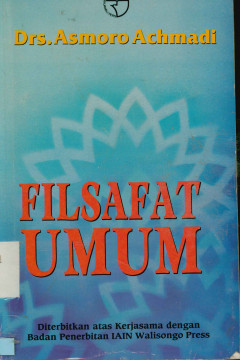 Drs. Asmoro Achmadi
FILSAFAT
UMUM
Diterbitkan atas Kerjasama dengan
Badan Penerbitan IAIN Walisongo Press